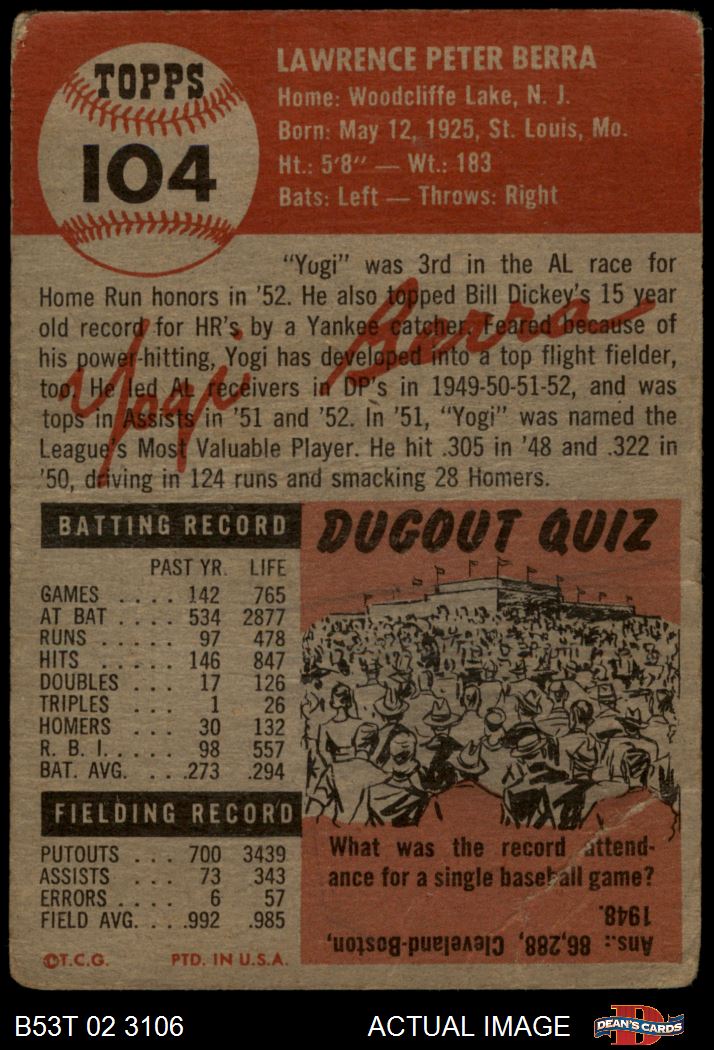 TOPPS
104
LAWRENCE PETER BERRA
Home: Woodcliffe Lake, N. J.
Born: May 12, 1925, St. Louis, Mo.
Ht.: 5'8" — Wt.: 183
Bats: Left — Throws: Right
"Yogi" was 3rd in the AL race for
Home Run honors in '52. He also topped Bill Dickey's 15 year
old record for HR's by a Yankee catcher. Feared because of
his power-hitting, Yogi has developed into a top flight fielder,
too. He led AL receivers in DP's in 1949-50-51-52, and was
tops in Assists in '51 and '52. In '51, "Yogi" was named the
League's Most Valuable Player. He hit .305 in '48 and .322 in
'50, driving in 124 runs and smacking 28 Homers.
Yogi Berra
BATTING RECORD
PAST YR. LIFE
GAMES . . . . 142 765
AT BAT . . . . 534 2877
RUNS . . . . 97 478
HITS . . . . . 146 847
DOUBLES . . . 17 126
TRIPLES . . . 1 26
HOMERS . . . 30 132
R. B. I. . . . . 98 557
BAT. AVG. . . .273 .294
FIELDING RECORD
PUTOUTS . . . 700 3439
ASSISTS . . . 73 343
ERRORS . . . . 6 57
FIELD AVG. . . .992 .985
©T.C.G. PTD. IN U.S.A.
DUGOUT QUIZ
What was the record attend-
ance for a single baseball game?
Ans.: 86,288, Cleveland-Boston,
1948.
B53T 02 3106
ACTUAL IMAGE
D
DEAN'S CARDS